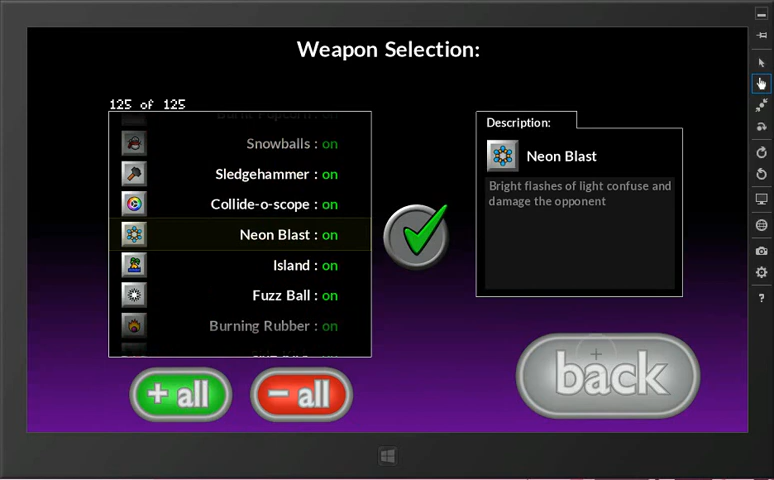 Weapon Selection:
125 of 125
Snowballs : on
Sledgehammer : on
Collide-o-scope : on
Neon Blast : on
Island : on
Fuzz Ball : on
Burning Rubber : on
+ all
- all
Description:
Neon Blast
Bright flashes of light confuse and
damage the opponent
back